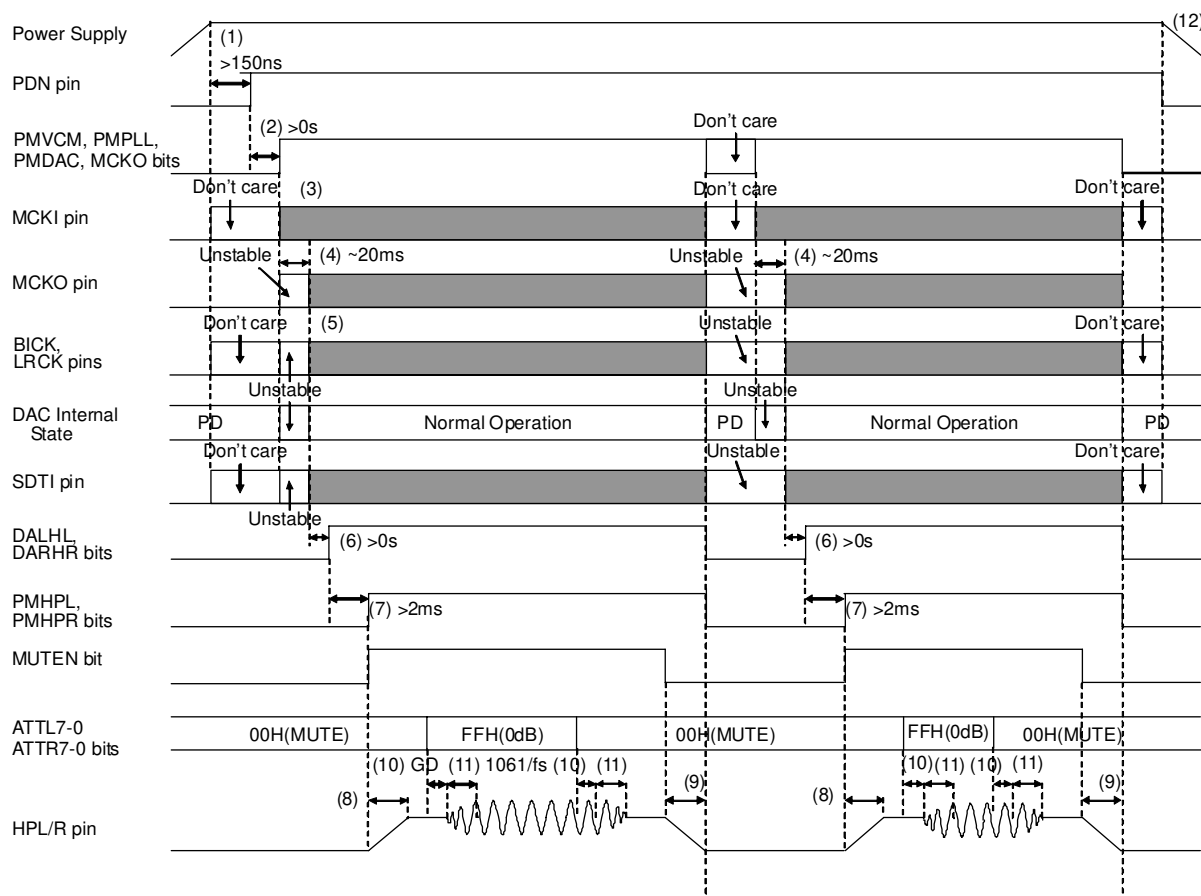 Power Supply
(1)
(12)
>150ns
PDN pin
(2) >0s
Don't care
PMVCM, PMPLL,
PMDAC, MCKO bits
Don't care
(3)
Don't care
Don't care
MCKI pin
Unstable
(4) ~20ms
Unstable
(4) ~20ms
MCKO pin
Don't care
(5)
Unstable
Don't care
BICK,
LRCK pins
Unstable
Unstable
DAC Internal
State
PD
Normal Operation
PD
Normal Operation
PD
Don't care
Unstable
Don't care
SDTI pin
Unstable
DALHL,
DARHR bits
(6) >0s
(6) >0s
PMHPL,
PMHPR bits
(7) >2ms
(7) >2ms
MUTEN bit
ATTL7-0
ATTR7-0 bits
00H(MUTE)
FFH(0dB)
00H(MUTE)
FFH(0dB)
00H(MUTE)
(10) GD
(11) 1061/fs
(10)
(11)
(10)
(11)
(10)
(11)
(8)
(9)
(8)
(9)
HPL/R pin